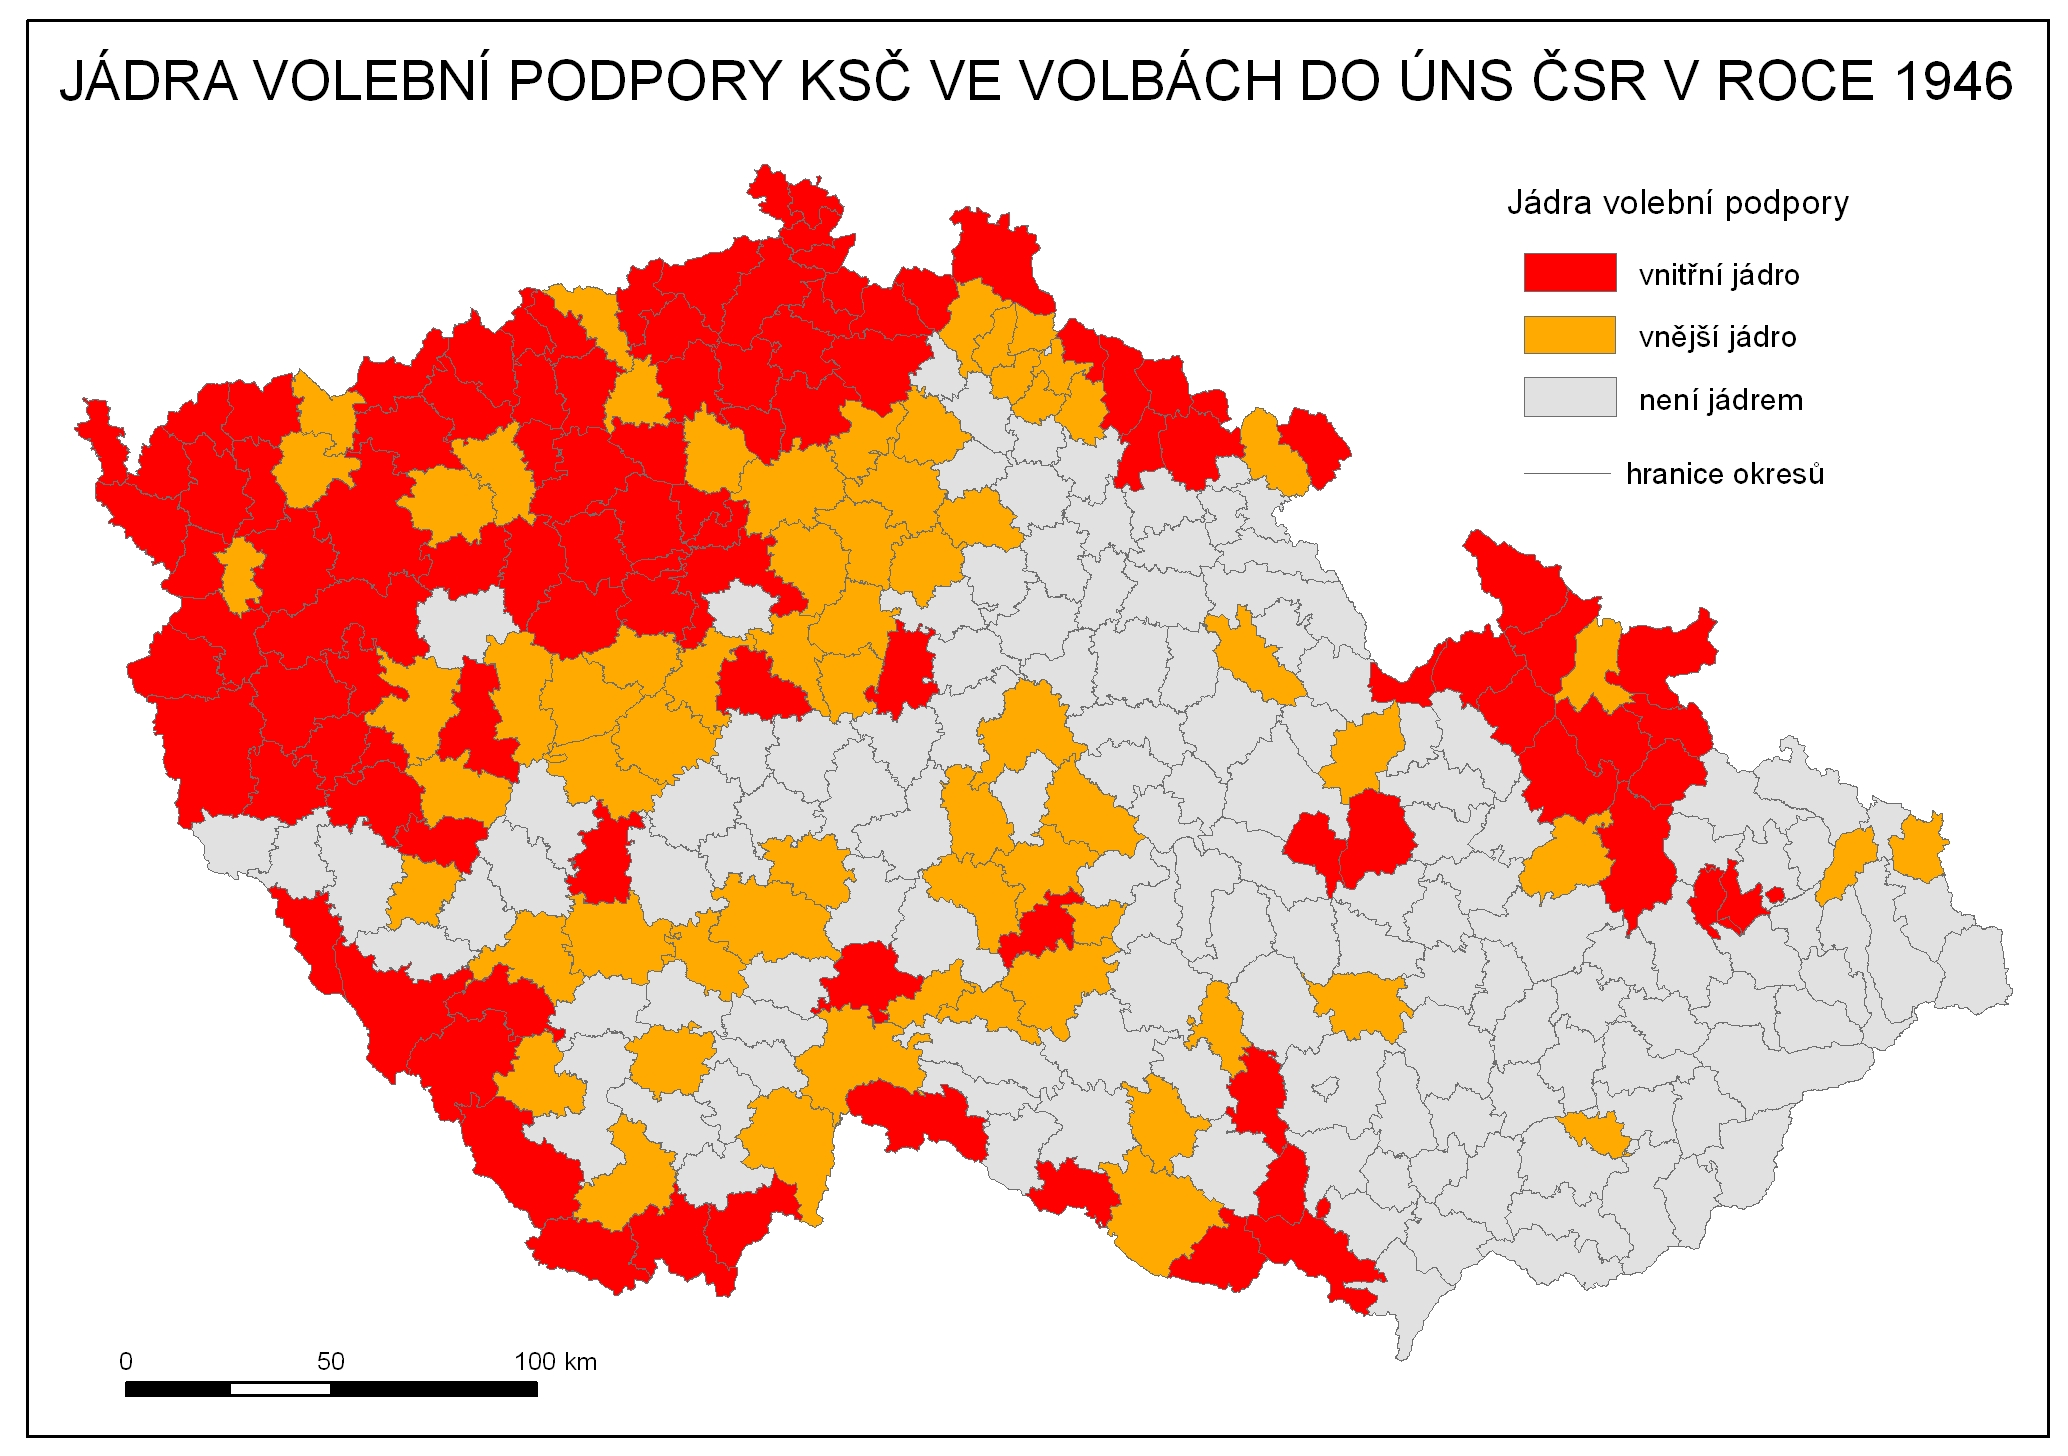 JÁDRA VOLEBNÍ PODPORY KSČ VE VOLBÁCH DO ÚNS ČSR V ROCE 1946
Jádra volební podpory
vnitřní jádro
vnější jádro
není jádrem
hranice okresů
0 50 100 km